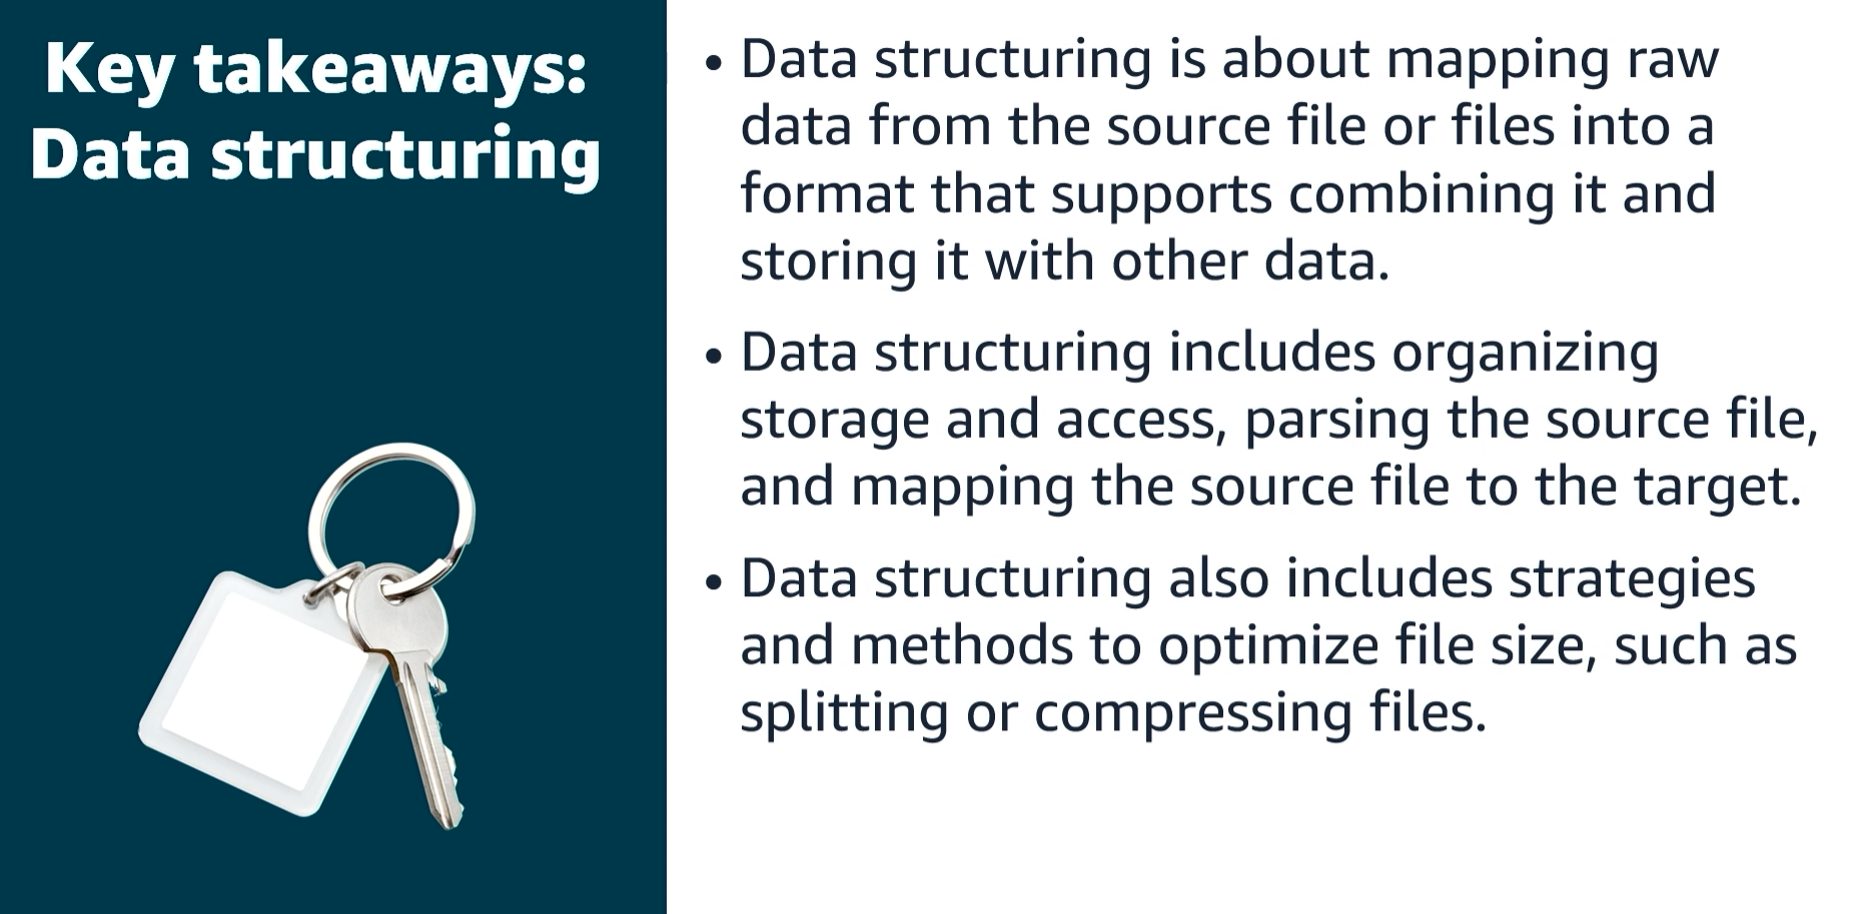 Key takeaways:
Data structuring
• Data structuring is about mapping raw
data from the source file or files into a
format that supports combining it and
storing it with other data.
• Data structuring includes organizing
storage and access, parsing the source file,
and mapping the source file to the target.
• Data structuring also includes strategies
and methods to optimize file size, such as
splitting or compressing files.